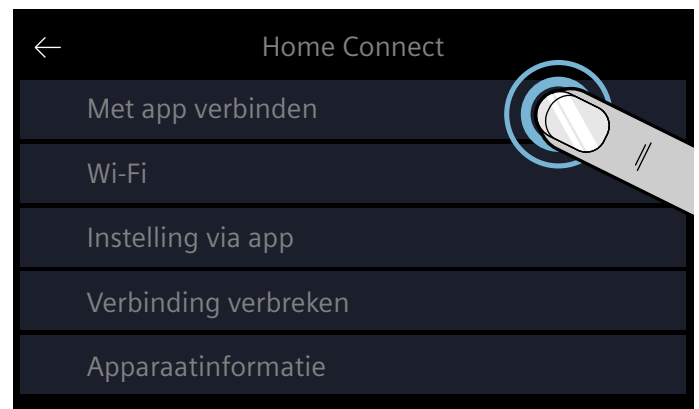 Home Connect
Met app verbinden
Wi-Fi
Instelling via app
Verbinding verbreken
Apparaatinformatie